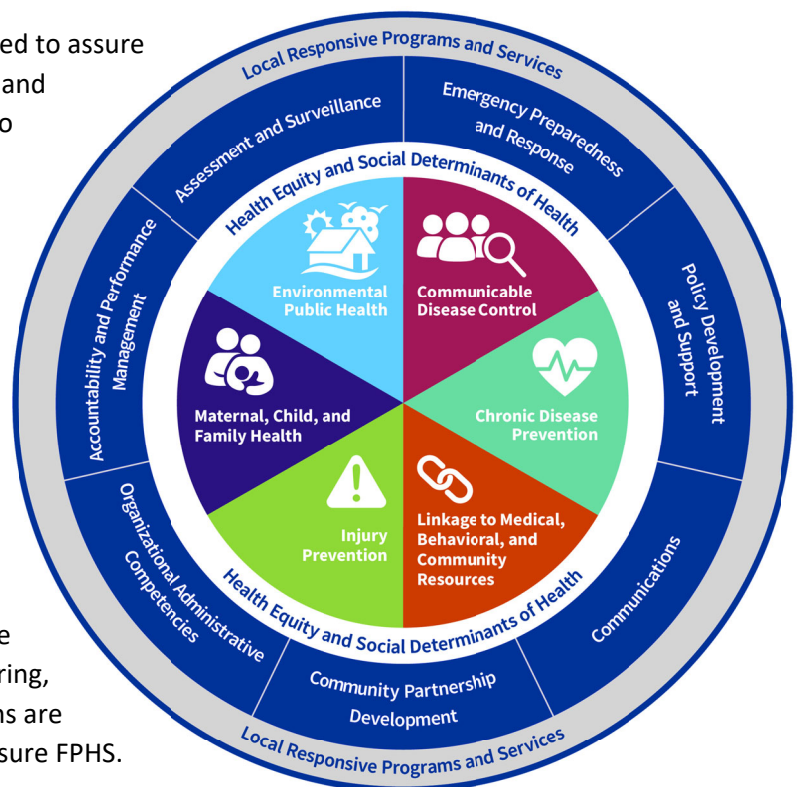 ed to assure
and
o
Local Responsive Programs and Services
Assessment and Surveillance
Emergency Preparedness
and Response
Policy Development
and Support
Communications
Community Partnership
Development
Organizational Administrative
Competencies
Accountability and Performance
Management
Health Equity and Social Determinants of Health
Environmental
Public Health
Communicable
Disease Control
Maternal, Child, and
Family Health
Chronic Disease
Prevention
Injury
Prevention
Linkage to Medical,
Behavioral, and
Community
Resources
Health Equity and Social Determinants of Health
Local Responsive Programs and Services
e
ring,
ns are
sure FPHS.